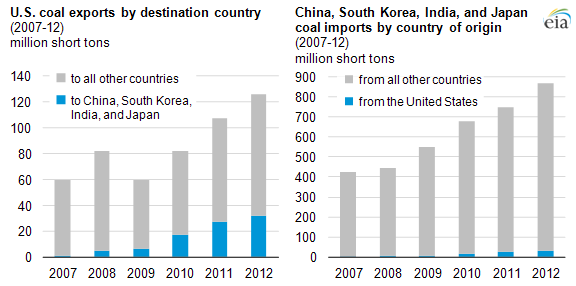 U.S. coal exports by destination country
(2007-12)
million short tons
140
120
100
80
60
40
20
0
to all other countries
to China, South Korea,
India, and Japan
2007 2008 2009 2010 2011 2012
China, South Korea, India, and Japan
coal imports by country of origin
(2007-12)
million short tons
eia
900
800
700
600
500
400
300
200
100
0
from all other countries
from the United States
2007 2008 2009 2010 2011 2012